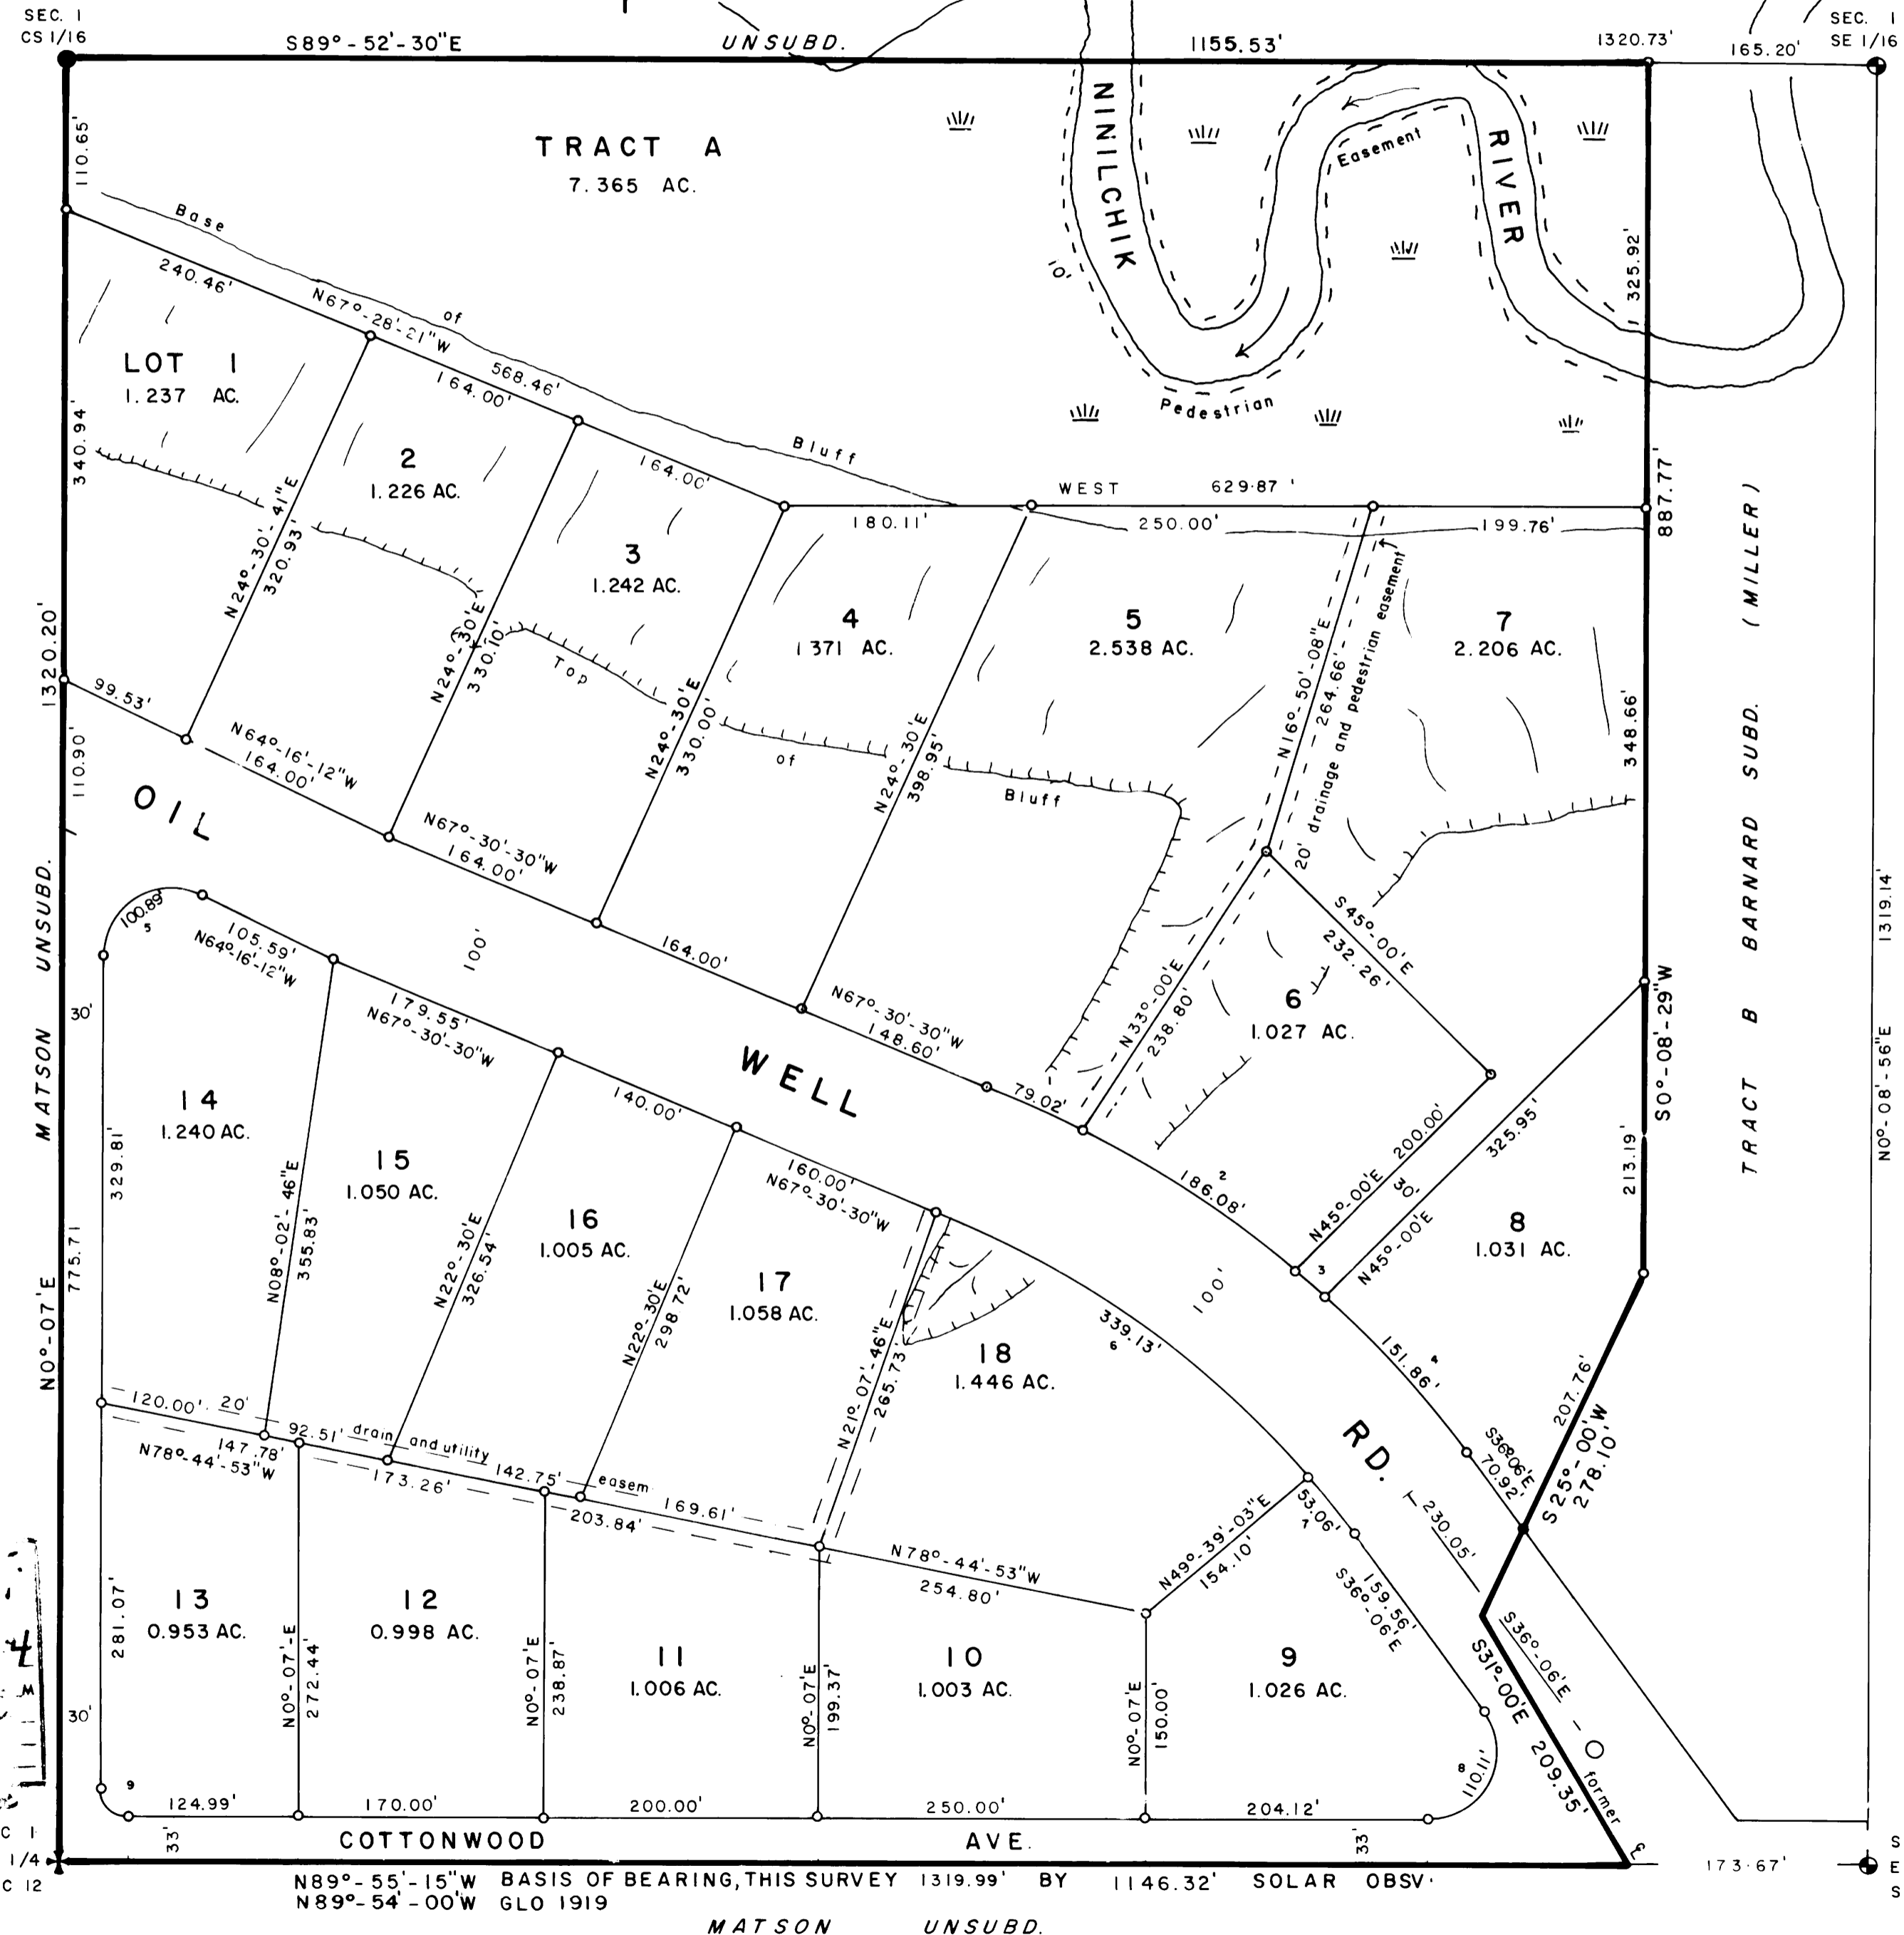 SEC. 1
CS 1/16
S89°-52'-30"E
UNSUBD.
1155.53'
1320.73'
165.20'
SEC. 1
SE 1/16
110.65'
TRACT A
7.365 AC.
NINILCHIK
RIVER
Easement
10'
Pedestrian
325.92'
Base
of
Bluff
240.46'
N67°-28'-21"W
568.46'
164.00'
164.00'
WEST 629.87'
180.11'
250.00'
199.76'
887.77'
LOT 1
1.237 AC.
340.94'
N24°-30'-41"E
320.93'
2
1.226 AC.
N24°-30'E
330.10'
3
1.242 AC.
N24°-30'E
330.00'
4
1 371 AC.
N24°-30'E
398.95'
5
2.538 AC.
N16°-50'-08"E
264.66'
20' drainage and pedestrian easement
7
2.206 AC.
348.66'
Top
of
Bluff
1320.20'
99.53'
N64°-16'-12"W
164.00'
N67°-30'-30"W
164.00'
164.00'
N67°-30'-30"W
148.60'
79.02'
N33°-00'E
238.80'
6
1.027 AC.
S45°-00'E
232.26'
N45°-00'E 200.00'
30'
325.95'
N45°-00'E
186.08'
2
3
8
1.031 AC.
213.19'
S0°-08'-29"W
TRACT B BARNARD SUBD. (MILLER)
1319.14'
N0°-08'-56"E
110.90'
OIL
WELL
RD.
100'
100'
MATSON UNSUBD.
N0°-07'E
775.71
30'
100.89'
5
105.59'
N64°-16'-12"W
179.55'
N67°-30'-30"W
140.00'
160.00'
N67°-30'-30"W
14
1.240 AC.
329.81'
N08°-02'-46"E
355.83'
15
1.050 AC.
N22°-30'E
326.54'
16
1.005 AC.
N22°-30'E
298 72'
17
1.058 AC.
N21°-07'-46"E
265.73'
18
1.446 AC.
339.13'
6
151.86'
4
S36°06'E
70.92'
207.76'
S25°-00'W
278.10'
120.00'
20'
drain and utility
easem
92.51'
142.75'
169.61'
147.78'
N78°-44'-53"W
173.26'
203.84'
N78°-44'-53"W
254.80'
N49°-39'-03"E
154.10'
53.06'
7
159.56'
S36°-06'E
230.05'
S36°-06'E
S31°-00'E 209.35'
former
13
0.953 AC.
281.07'
30'
N0°-07'-E
272.44'
12
0.998 AC.
N0°-07'E
238.87'
11
1.006 AC.
N0°-07'E
199.37'
10
1.003 AC.
N0°-07'E
150.00'
9
1.026 AC.
8
110.11'
9
124.99'
170.00'
200.00'
250.00'
204.12'
33'
COTTONWOOD AVE.
33'
173.67'
C 1
1/4
C 12
S
E
S
4
M
N89°-55'-15"W BASIS OF BEARING, THIS SURVEY 1319.99' BY 1146.32' SOLAR OBSV.
N89°-54'-00'W GLO 1919
MATSON UNSUBD.